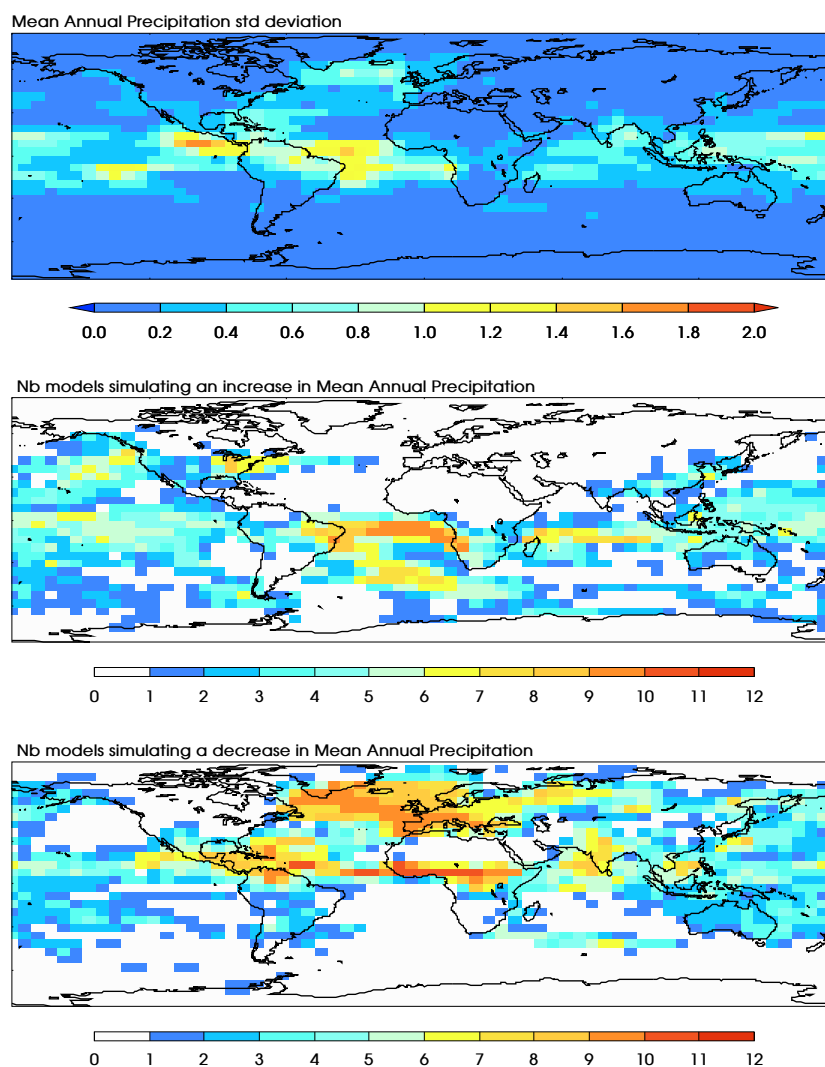 Mean Annual Precipitation std deviation
0.0 0.2 0.4 0.6 0.8 1.0 1.2 1.4 1.6 1.8 2.0
Nb models simulating an increase in Mean Annual Precipitation
0 1 2 3 4 5 6 7 8 9 10 11 12
Nb models simulating a decrease in Mean Annual Precipitation
0 1 2 3 4 5 6 7 8 9 10 11 12